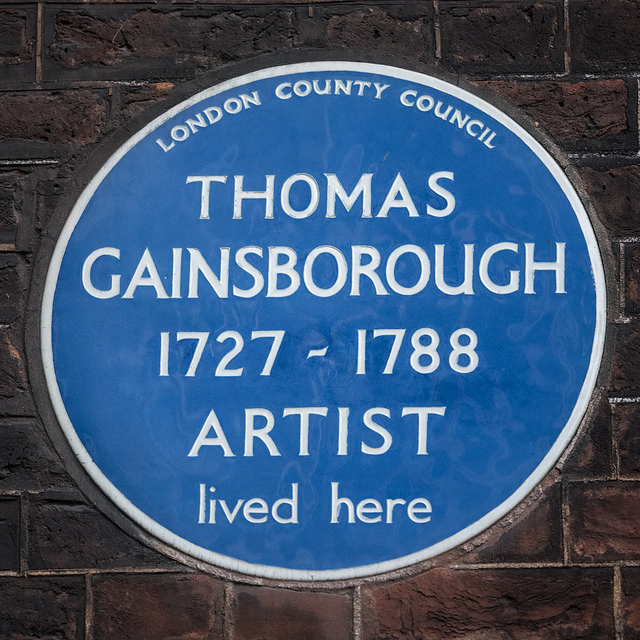 LONDON COUNTY COUNCIL
THOMAS
GAINSBOROUGH
1727 - 1788
ARTIST
lived here